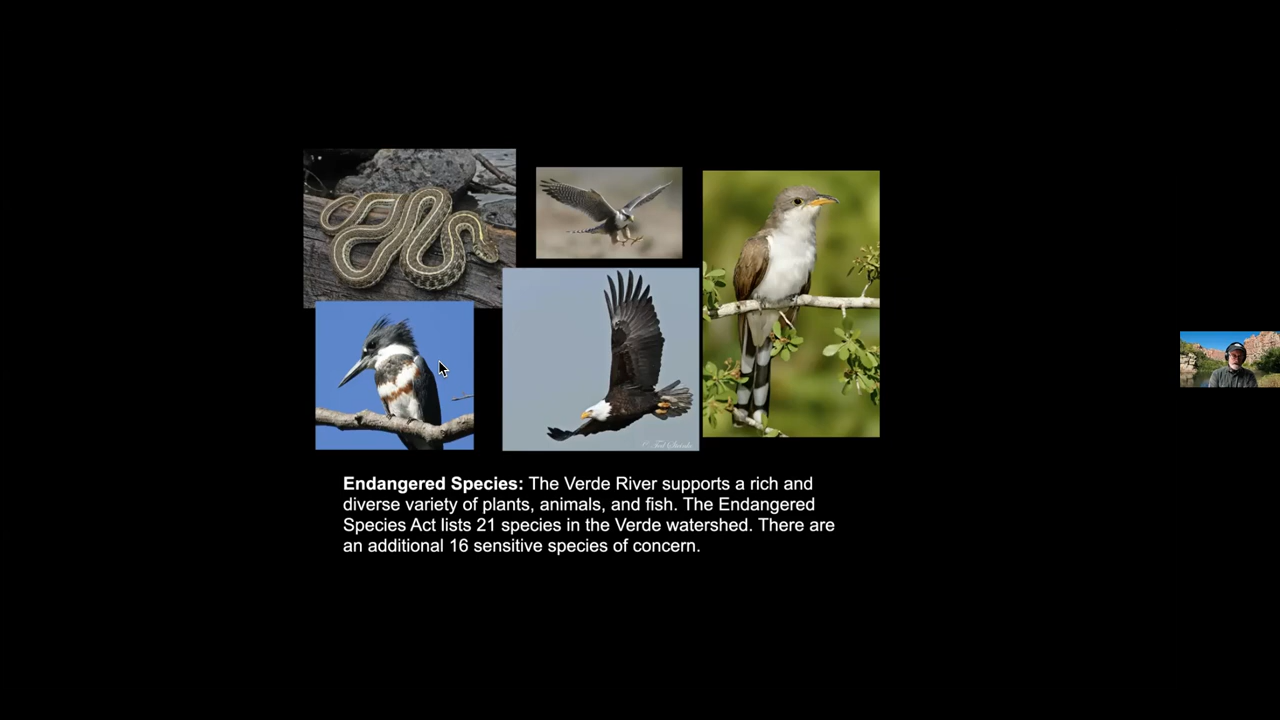 Endangered Species: The Verde River supports a rich and
diverse variety of plants, animals, and fish. The Endangered
Species Act lists 21 species in the Verde watershed. There are
an additional 16 sensitive species of concern.